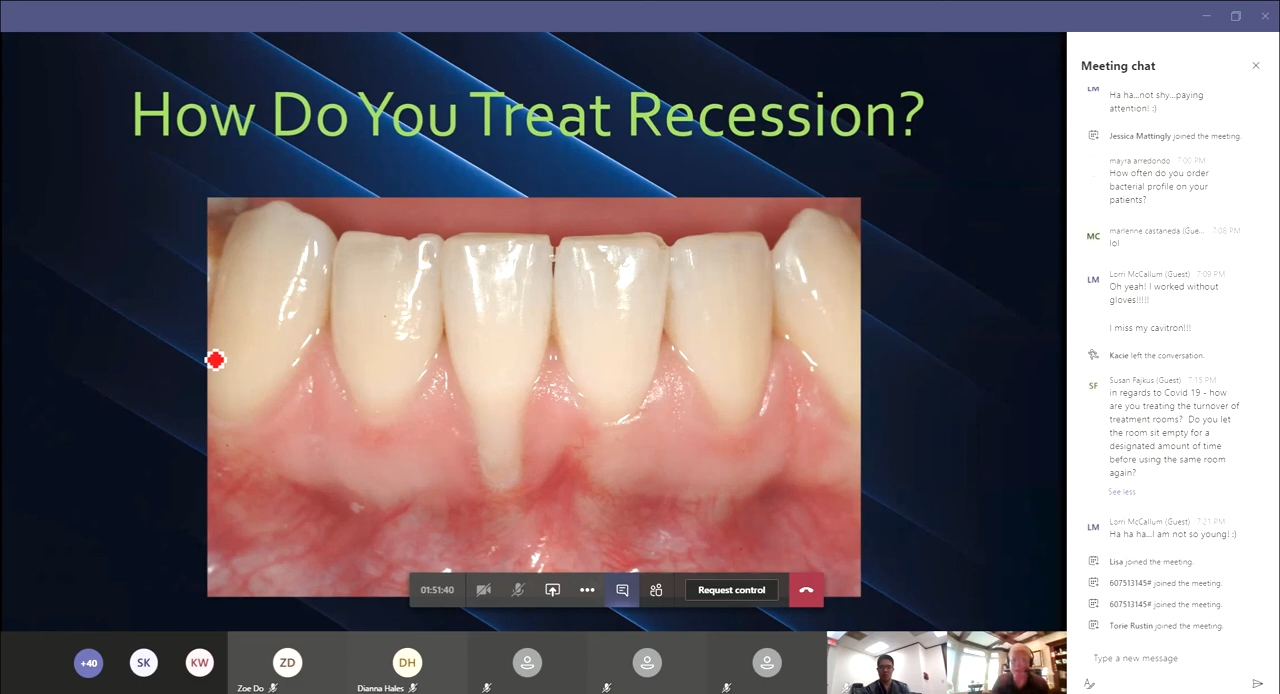 How Do You Treat Recession?
01:51:40
Request control
+40
SK
KW
ZD
Zoe Do
DH
Dianna Hales
Meeting chat
LM
Ha ha...not shy...paying
attention! :)
Jessica Mattingly joined the meeting.
mayra arredondo 7:00 PM
How often do you order
bacterial profile on your
patients?
MC
marienne castaneda (Gue... 7:08 PM
lol
LM
Lorri McCallum (Guest) 7:09 PM
Oh yeah! I worked without
gloves!!!!!
I miss my cavitron!!!
Kacie left the conversation.
SF
Susan Fajkus (Guest) 7:15 PM
in regards to Covid 19 - how
are you treating the turnover of
treatment rooms? Do you let
the room sit empty for a
designated amount of time
before using the same room
again?
See less
LM
Lorri McCallum (Guest) 7:21 PM
Ha ha ha...I am not so young! :)
Lisa joined the meeting.
607513145# joined the meeting.
607513145# joined the meeting.
Torie Rustin joined the meeting.
Type a new message